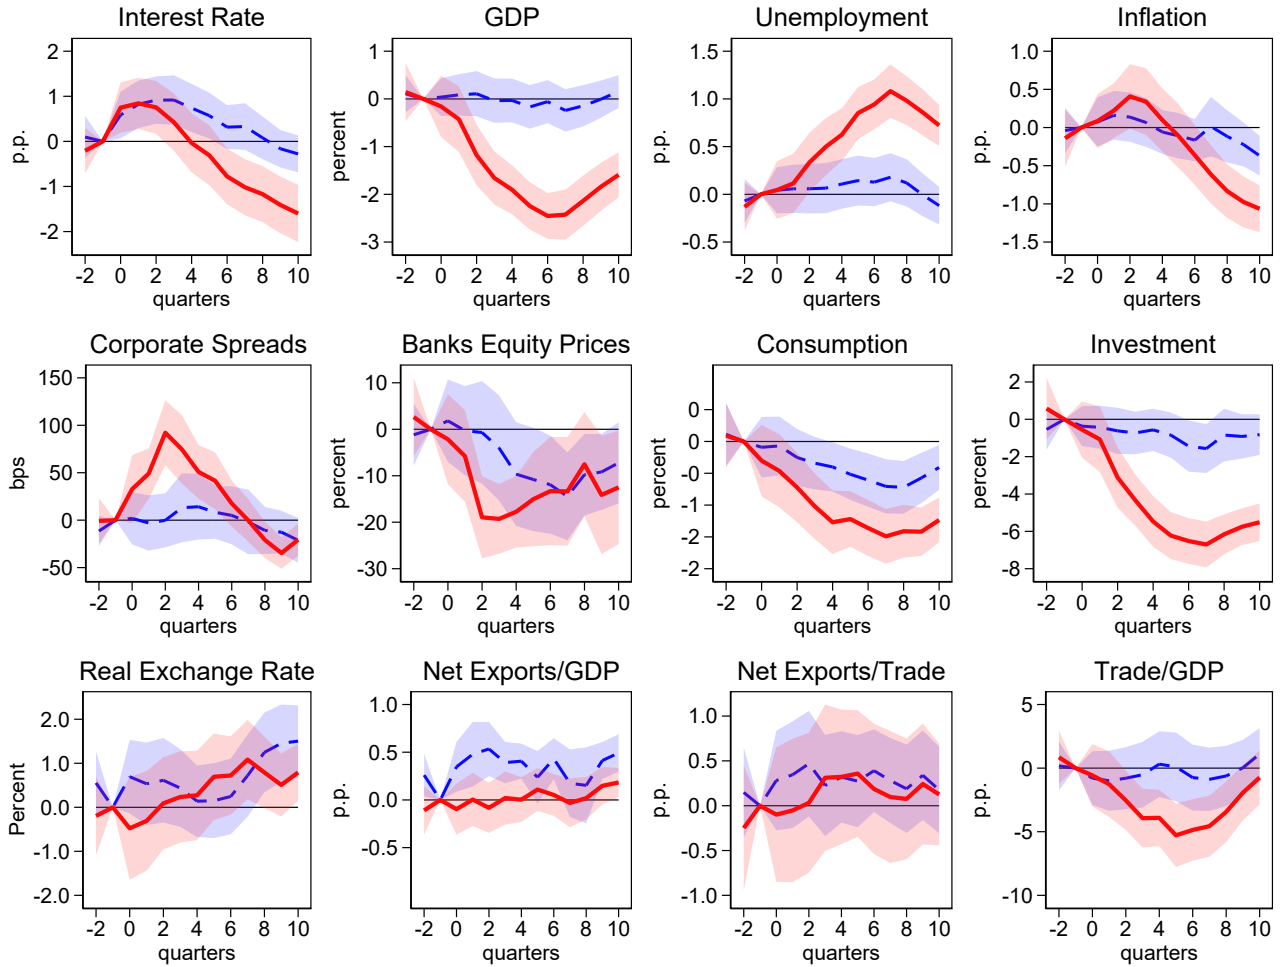 Interest Rate
p.p.
2
1
0
-1
-2
-2 0 2 4 6 8 10
quarters
GDP
percent
1
0
-1
-2
-3
-2 0 2 4 6 8 10
quarters
Unemployment
p.p.
1.5
1.0
0.5
0.0
-0.5
-2 0 2 4 6 8 10
quarters
Inflation
p.p.
1.0
0.5
0.0
-0.5
-1.0
-1.5
-2 0 2 4 6 8 10
quarters
Corporate Spreads
bps
150
100
50
0
-50
-2 0 2 4 6 8 10
quarters
Banks Equity Prices
percent
10
0
-10
-20
-30
-2 0 2 4 6 8 10
quarters
Consumption
percent
0
0
-0
-1
-1
-2
-2 0 2 4 6 8 10
quarters
Investment
percent
2
0
-2
-4
-6
-8
-2 0 2 4 6 8 10
quarters
Real Exchange Rate
Percent
2.0
1.0
0.0
-1.0
-2.0
-2 0 2 4 6 8 10
quarters
Net Exports/GDP
p.p.
1.0
0.5
0.0
-0.5
-2 0 2 4 6 8 10
quarters
Net Exports/Trade
p.p.
1.0
0.5
0.0
-0.5
-1.0
-2 0 2 4 6 8 10
quarters
Trade/GDP
p.p.
5
0
-5
-10
-2 0 2 4 6 8 10
quarters